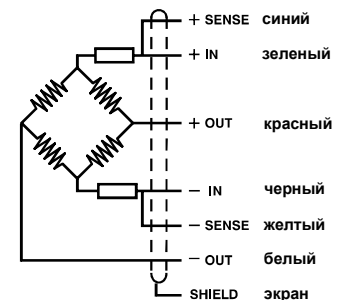 + SENSE синий
+ IN зеленый
+ OUT красный
− IN черный
− SENSE желтый
− OUT белый
SHIELD экран